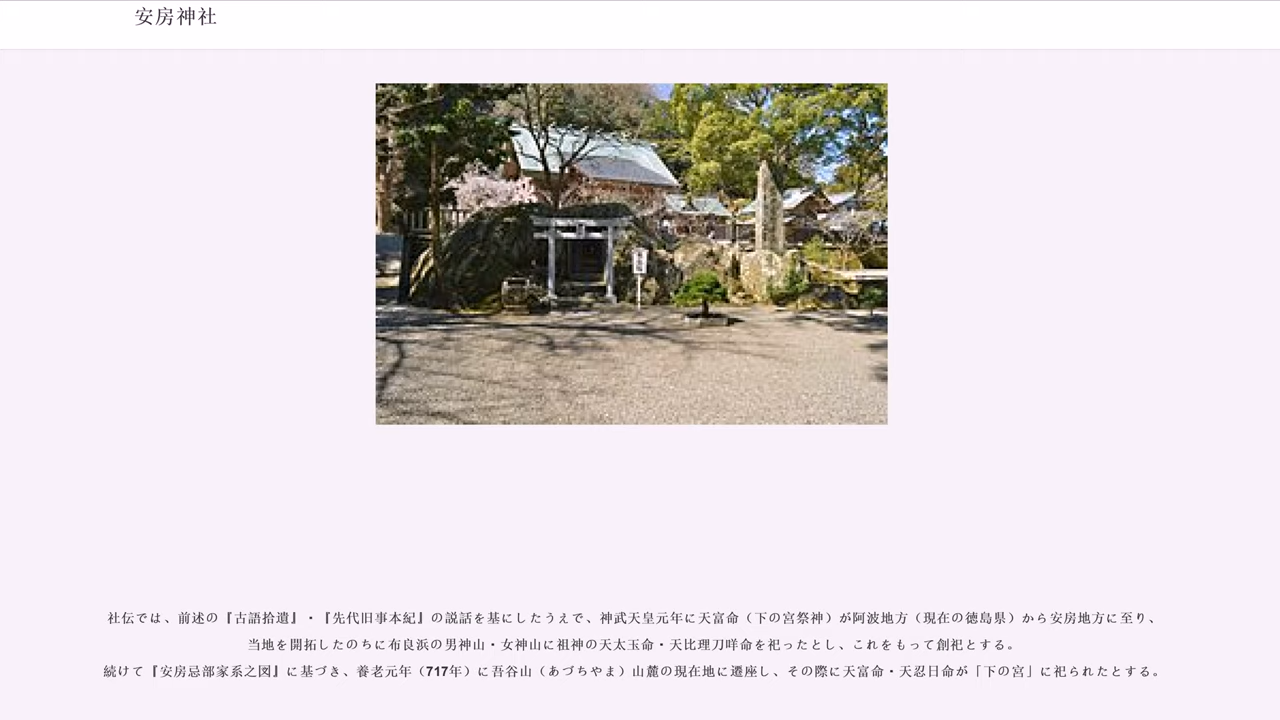 安房神社
社伝では、前述の『古語拾遺』・『先代旧事本紀』の説話を基にしたうえで、神武天皇元年に天富命（下の宮祭神）が阿波地方（現在の徳島県）から安房地方に至り、
当地を開拓したのちに布良浜の男神山・女神山に祖神の天太玉命・天比理刀咩命を祀ったとし、これをもって創祀とする。
続けて『安房忌部家系之図』に基づき、養老元年（717年）に吾谷山（あづちやま）山麓の現在地に遷座し、その際に天富命・天忍日命が「下の宮」に祀られたとする。